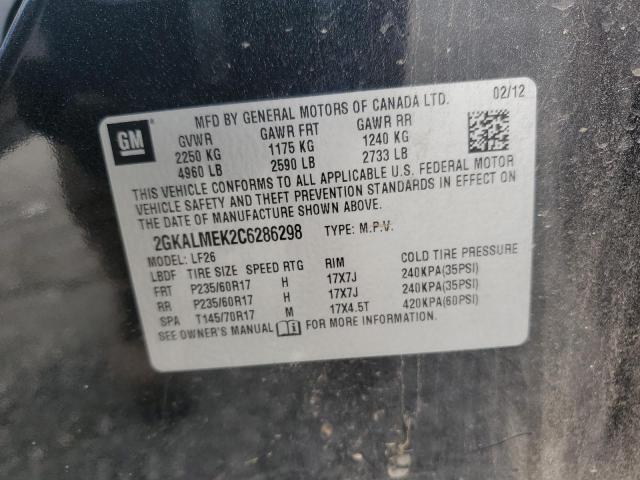 MFD BY GENERAL MOTORS OF CANADA LTD. 02/12
GM
GVWR GAWR FRT GAWR RR
2250 KG 1175 KG 1240 KG
4960 LB 2590 LB 2733 LB
THIS VEHICLE CONFORMS TO ALL APPLICABLE U.S. FEDERAL MOTOR
VEHICLE SAFETY AND THEFT PREVENTION STANDARDS IN EFFECT ON
THE DATE OF MANUFACTURE SHOWN ABOVE.
2GKALMEK2C6286298 TYPE: M.P.V.
MODEL: LF26
LBDF TIRE SIZE SPEED RTG RIM COLD TIRE PRESSURE
FRT P235/60R17 H 17X7J 240KPA(35PSI)
RR P235/60R17 H 17X7J 240KPA(35PSI)
SPA T145/70R17 M 17X4.5T 420KPA(60PSI)
SEE OWNER'S MANUAL FOR MORE INFORMATION.